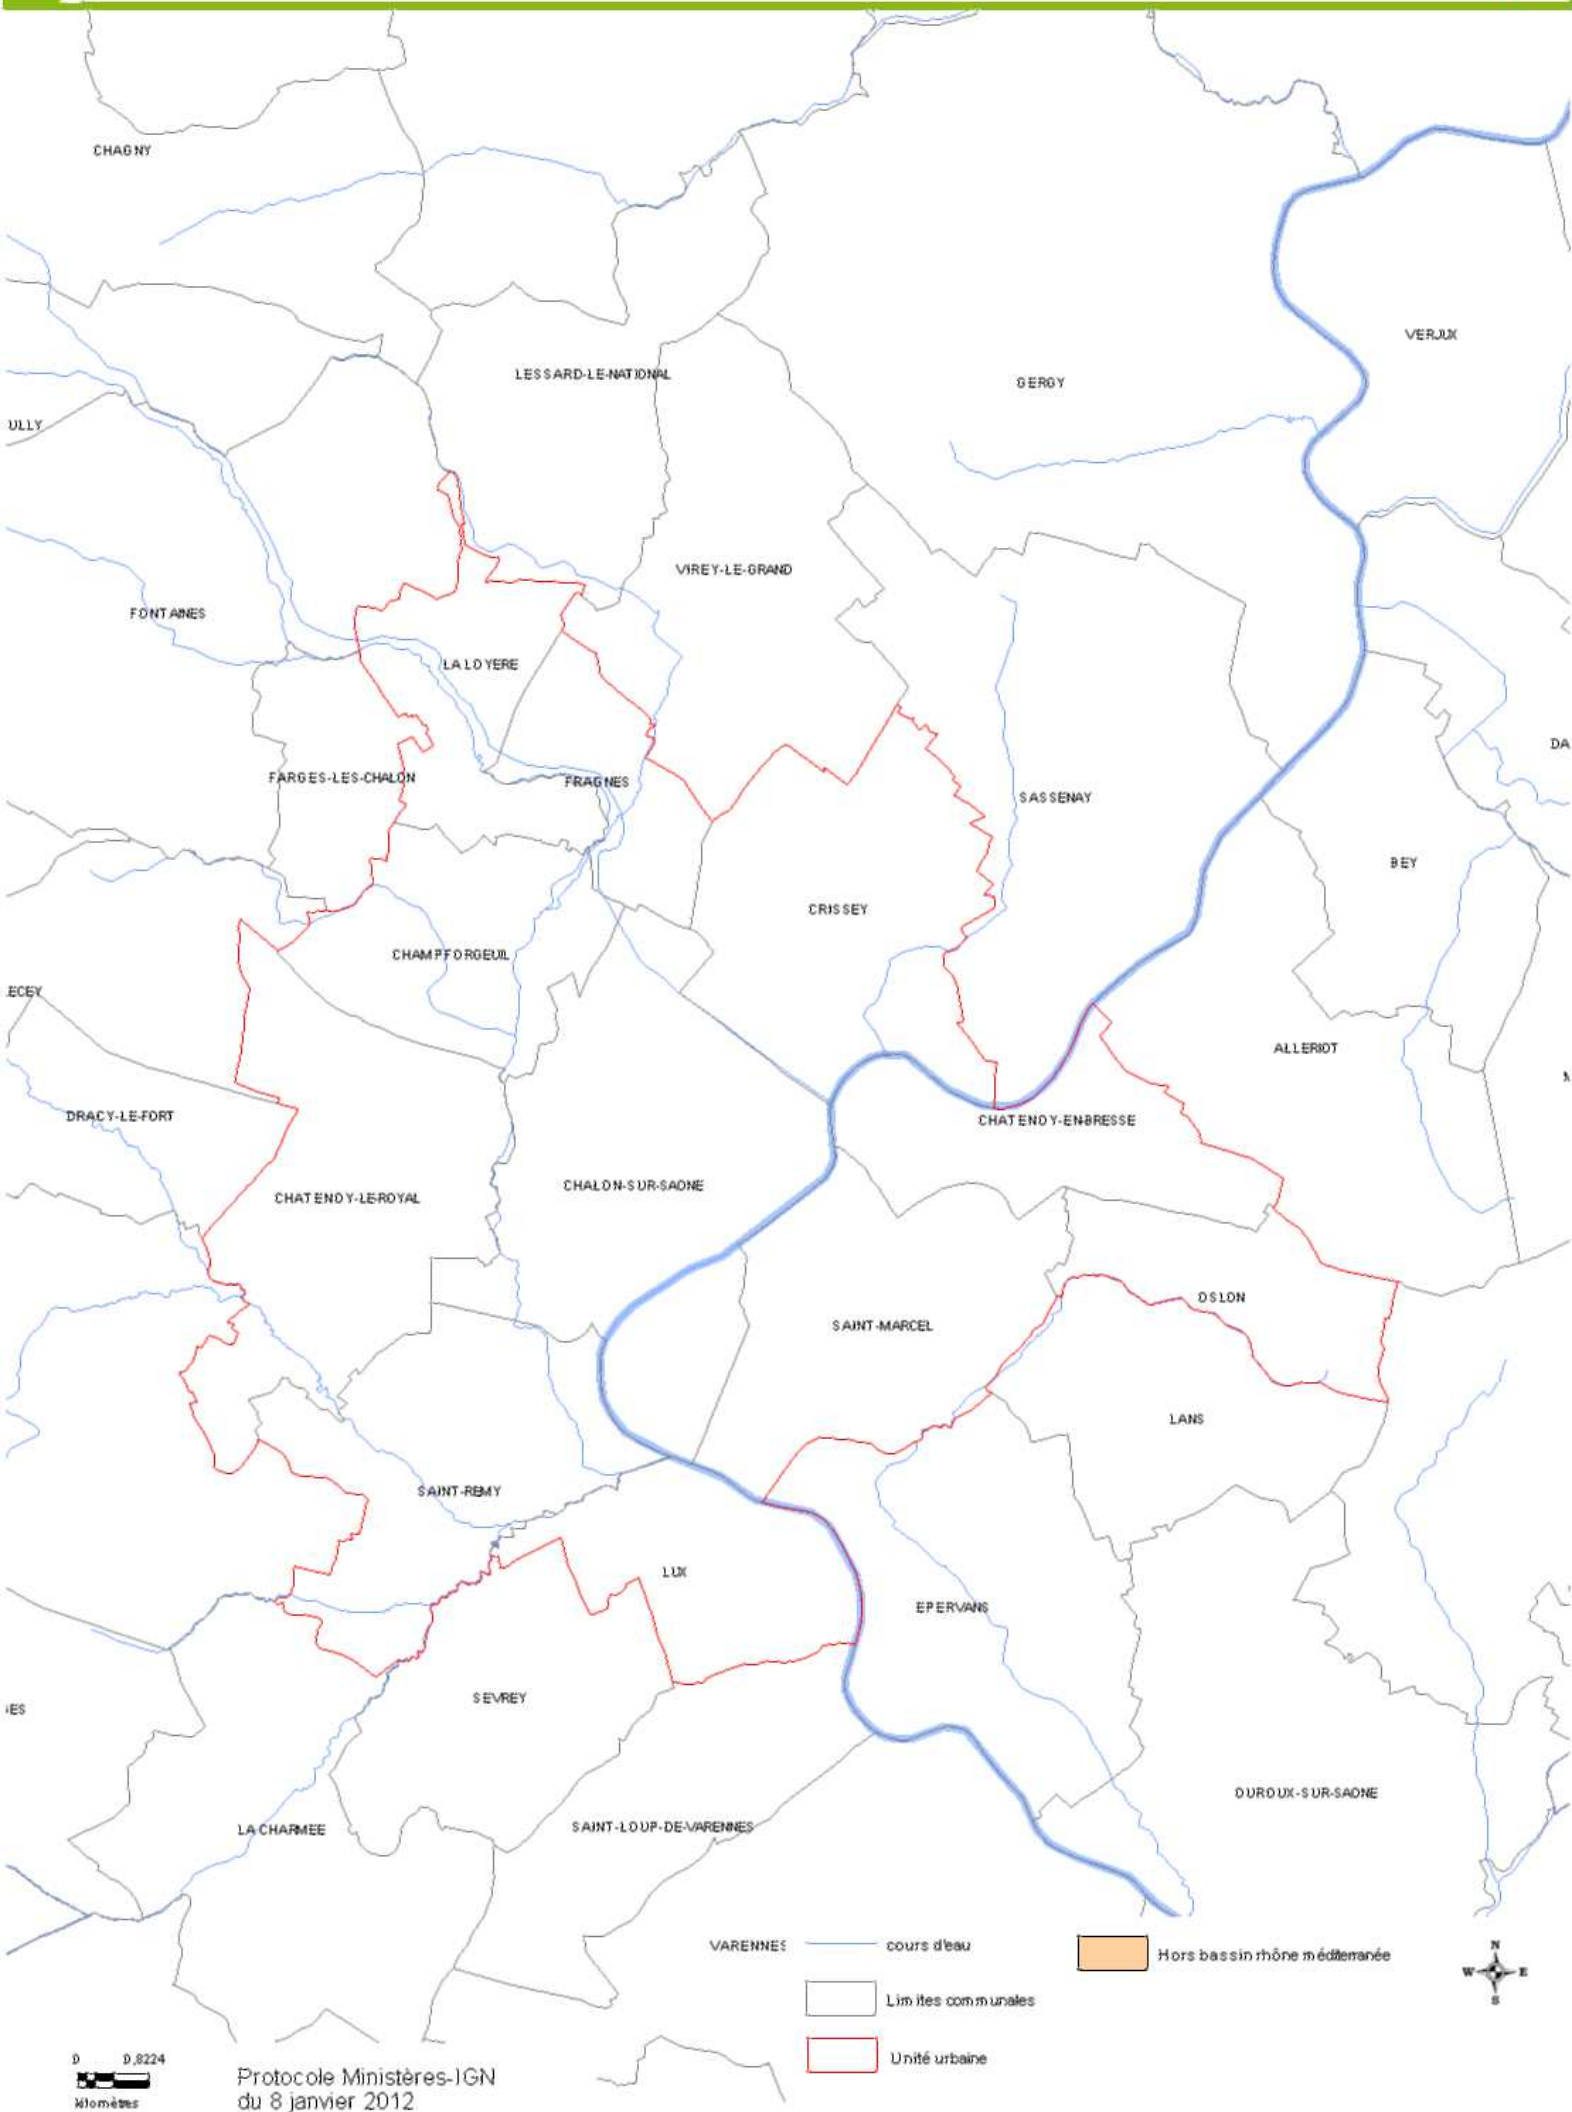 CHAGNY
VERJUX
LESSARD-LE-NATIONAL
GERGY
ULLY
VIREY-LE-GRAND
FONTAINES
LA LOYERE
DA
FARGES-LES-CHALON
FRAGNES
SASSENAY
BEY
CRISSEY
CHAMPFORGEUIL
ECEY
ALLERIOT
DRACY-LE-FORT
CHATENOY-EN-BRESSE
CHALON-SUR-SAONE
CHATENOY-LE-ROYAL
OSLON
SAINT-MARCEL
LANS
SAINT-REMY
LUX
EPERVANS
SEVREY
ES
OUROUX-SUR-SAONE
LA CHARMEE
SAINT-LOUP-DE-VARENNES
VARENNES
cours d'eau
Hors bassin rhône méditerranée
N
W E
S
Limites communales
Unité urbaine
0 0,8224
kilomètres
Protocole Ministères-IGN
du 8 janvier 2012